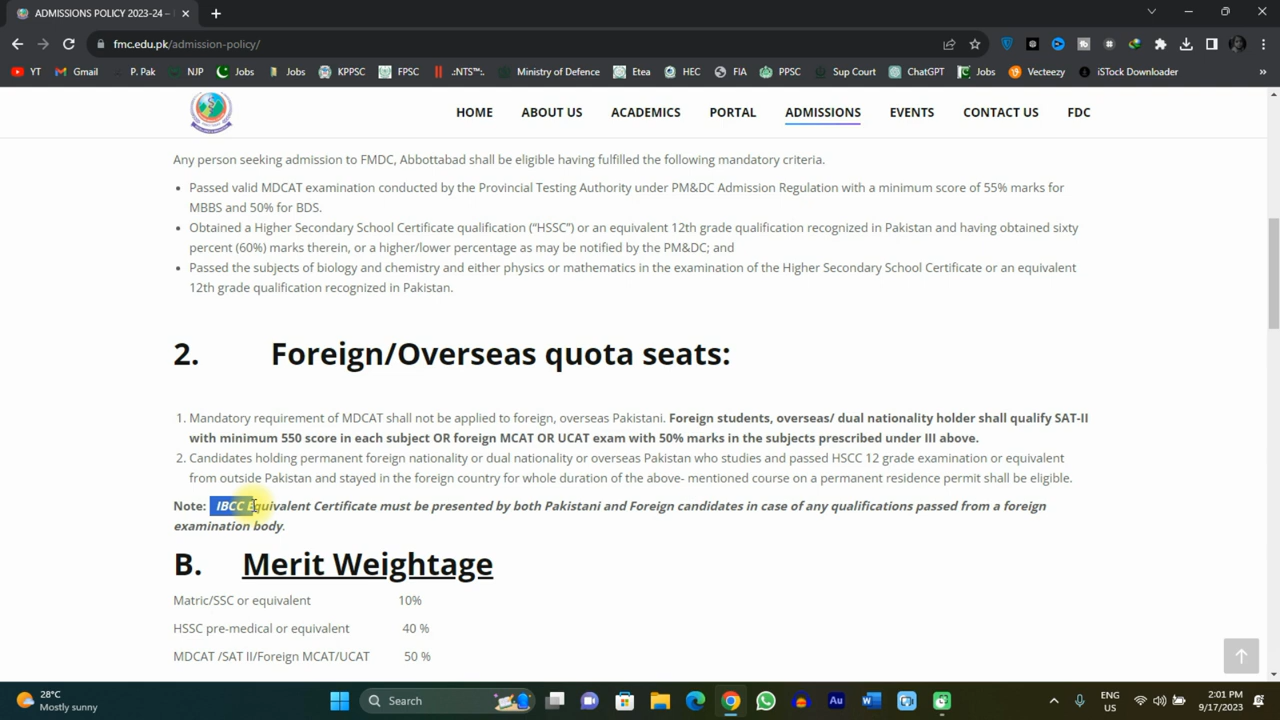 ADMISSIONS POLICY 2023-24 –
fmc.edu.pk/admission-policy/
YT
Gmail
P. Pak
NJP
Jobs
Jobs
KPPSC
FPSC
.:NTS™:.
Ministry of Defence
Etea
HEC
FIA
PPSC
Sup Court
ChatGPT
Jobs
Vecteezy
iSTock Downloader
»
HOME
ABOUT US
ACADEMICS
PORTAL
ADMISSIONS
EVENTS
CONTACT US
FDC
Any person seeking admission to FMDC, Abbottabad shall be eligible having fulfilled the following mandatory criteria.
• Passed valid MDCAT examination conducted by the Provincial Testing Authority under PM&DC Admission Regulation with a minimum score of 55% marks for
MBBS and 50% for BDS.
• Obtained a Higher Secondary School Certificate qualification (“HSSC”) or an equivalent 12th grade qualification recognized in Pakistan and having obtained sixty
percent (60%) marks therein, or a higher/lower percentage as may be notified by the PM&DC; and
• Passed the subjects of biology and chemistry and either physics or mathematics in the examination of the Higher Secondary School Certificate or an equivalent
12th grade qualification recognized in Pakistan.
2. Foreign/Overseas quota seats:
1. Mandatory requirement of MDCAT shall not be applied to foreign, overseas Pakistani. Foreign students, overseas/ dual nationality holder shall qualify SAT-II
with minimum 550 score in each subject OR foreign MCAT OR UCAT exam with 50% marks in the subjects prescribed under III above.
2. Candidates holding permanent foreign nationality or dual nationality or overseas Pakistan who studies and passed HSCC 12 grade examination or equivalent
from outside Pakistan and stayed in the foreign country for whole duration of the above- mentioned course on a permanent residence permit shall be eligible.
Note: IBCC Equivalent Certificate must be presented by both Pakistani and Foreign candidates in case of any qualifications passed from a foreign
examination body.
B. Merit Weightage
Matric/SSC or equivalent 10%
HSSC pre-medical or equivalent 40 %
MDCAT /SAT II/Foreign MCAT/UCAT 50 %
28°C
Mostly sunny
Search
Au
ENG
US
2:01 PM
9/17/2023